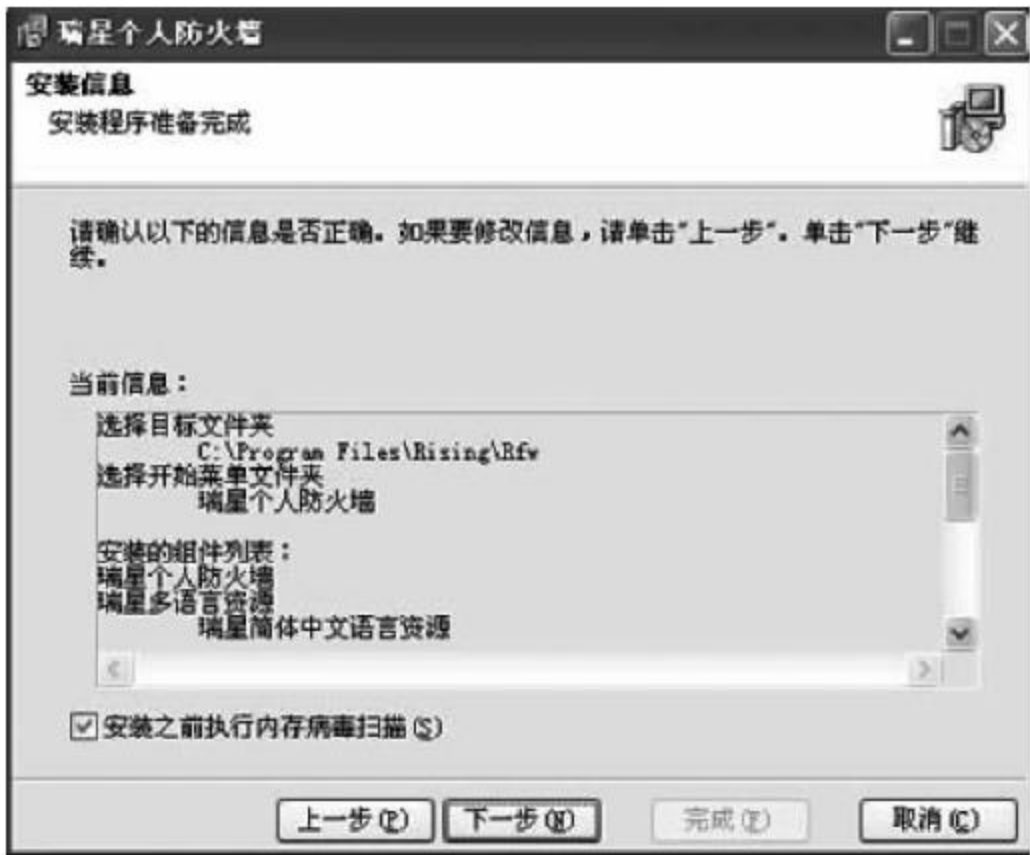 瑞星个人防火墙
安装信息
安装程序准备完成
请确认以下的信息是否正确。如果要修改信息,请单击"上一步"。单击"下一步"继
续。
当前信息:
选择目标文件夹
C:\Program Files\Rising\Rfw
选择开始菜单文件夹
瑞星个人防火墙
安装的组件列表:
瑞星个人防火墙
瑞星多语言资源
瑞星简体中文语言资源
安装之前执行内存病毒扫描(S)
上一步(P) 下一步(N) 完成(F) 取消(C)